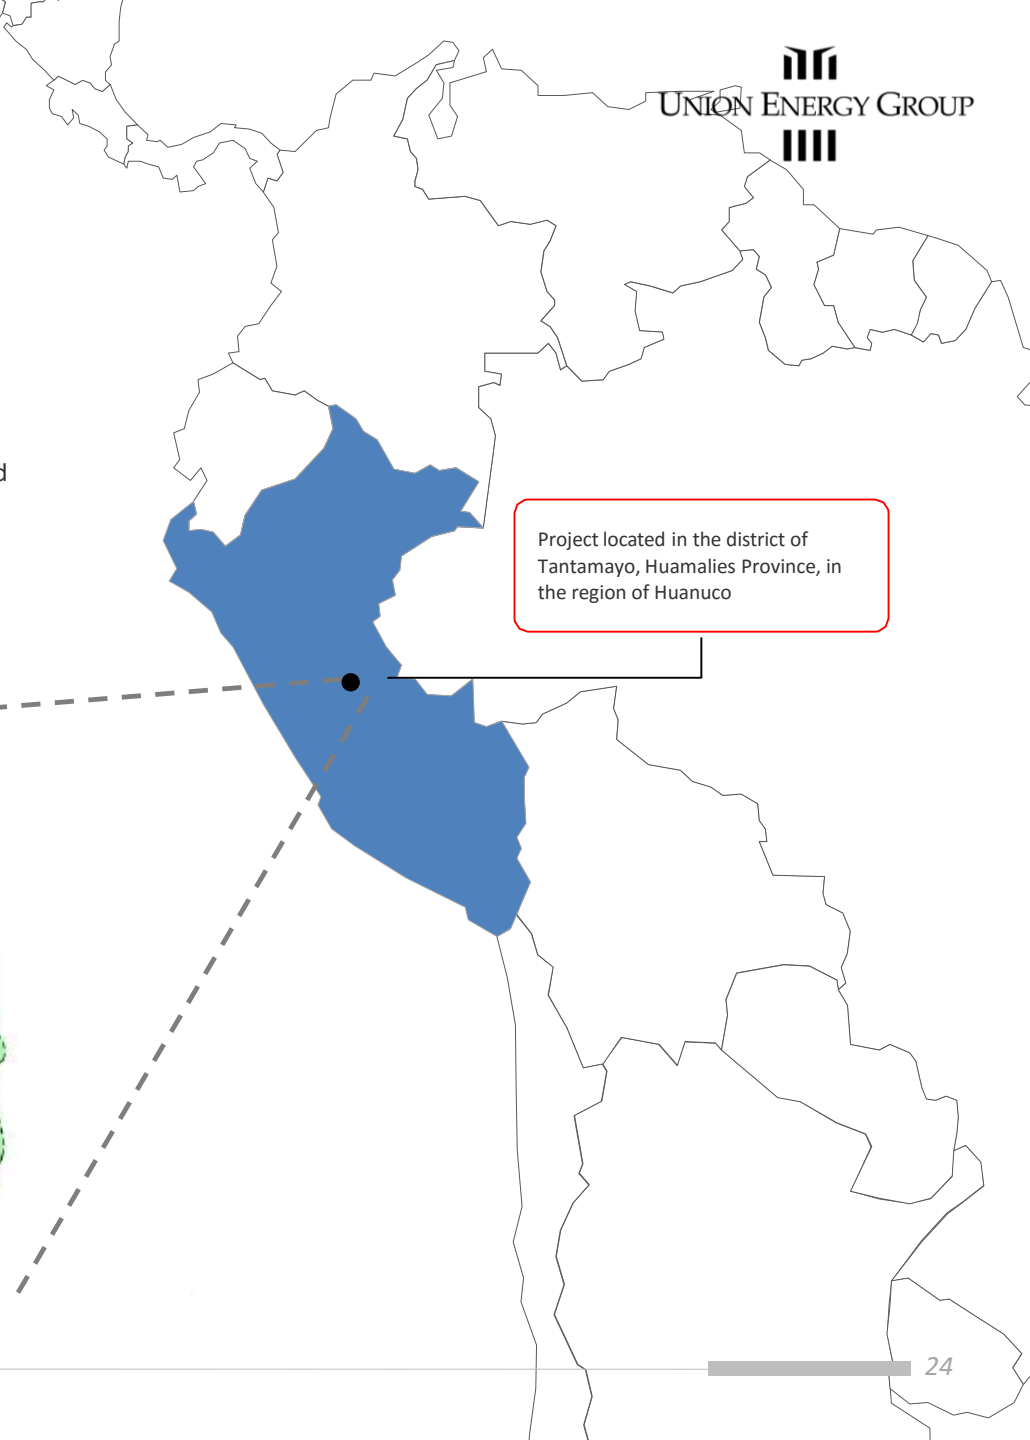 UNION ENERGY GROUP
d
Project located in the district of
Tantamayo, Huamalies Province, in
the region of Huanuco
24